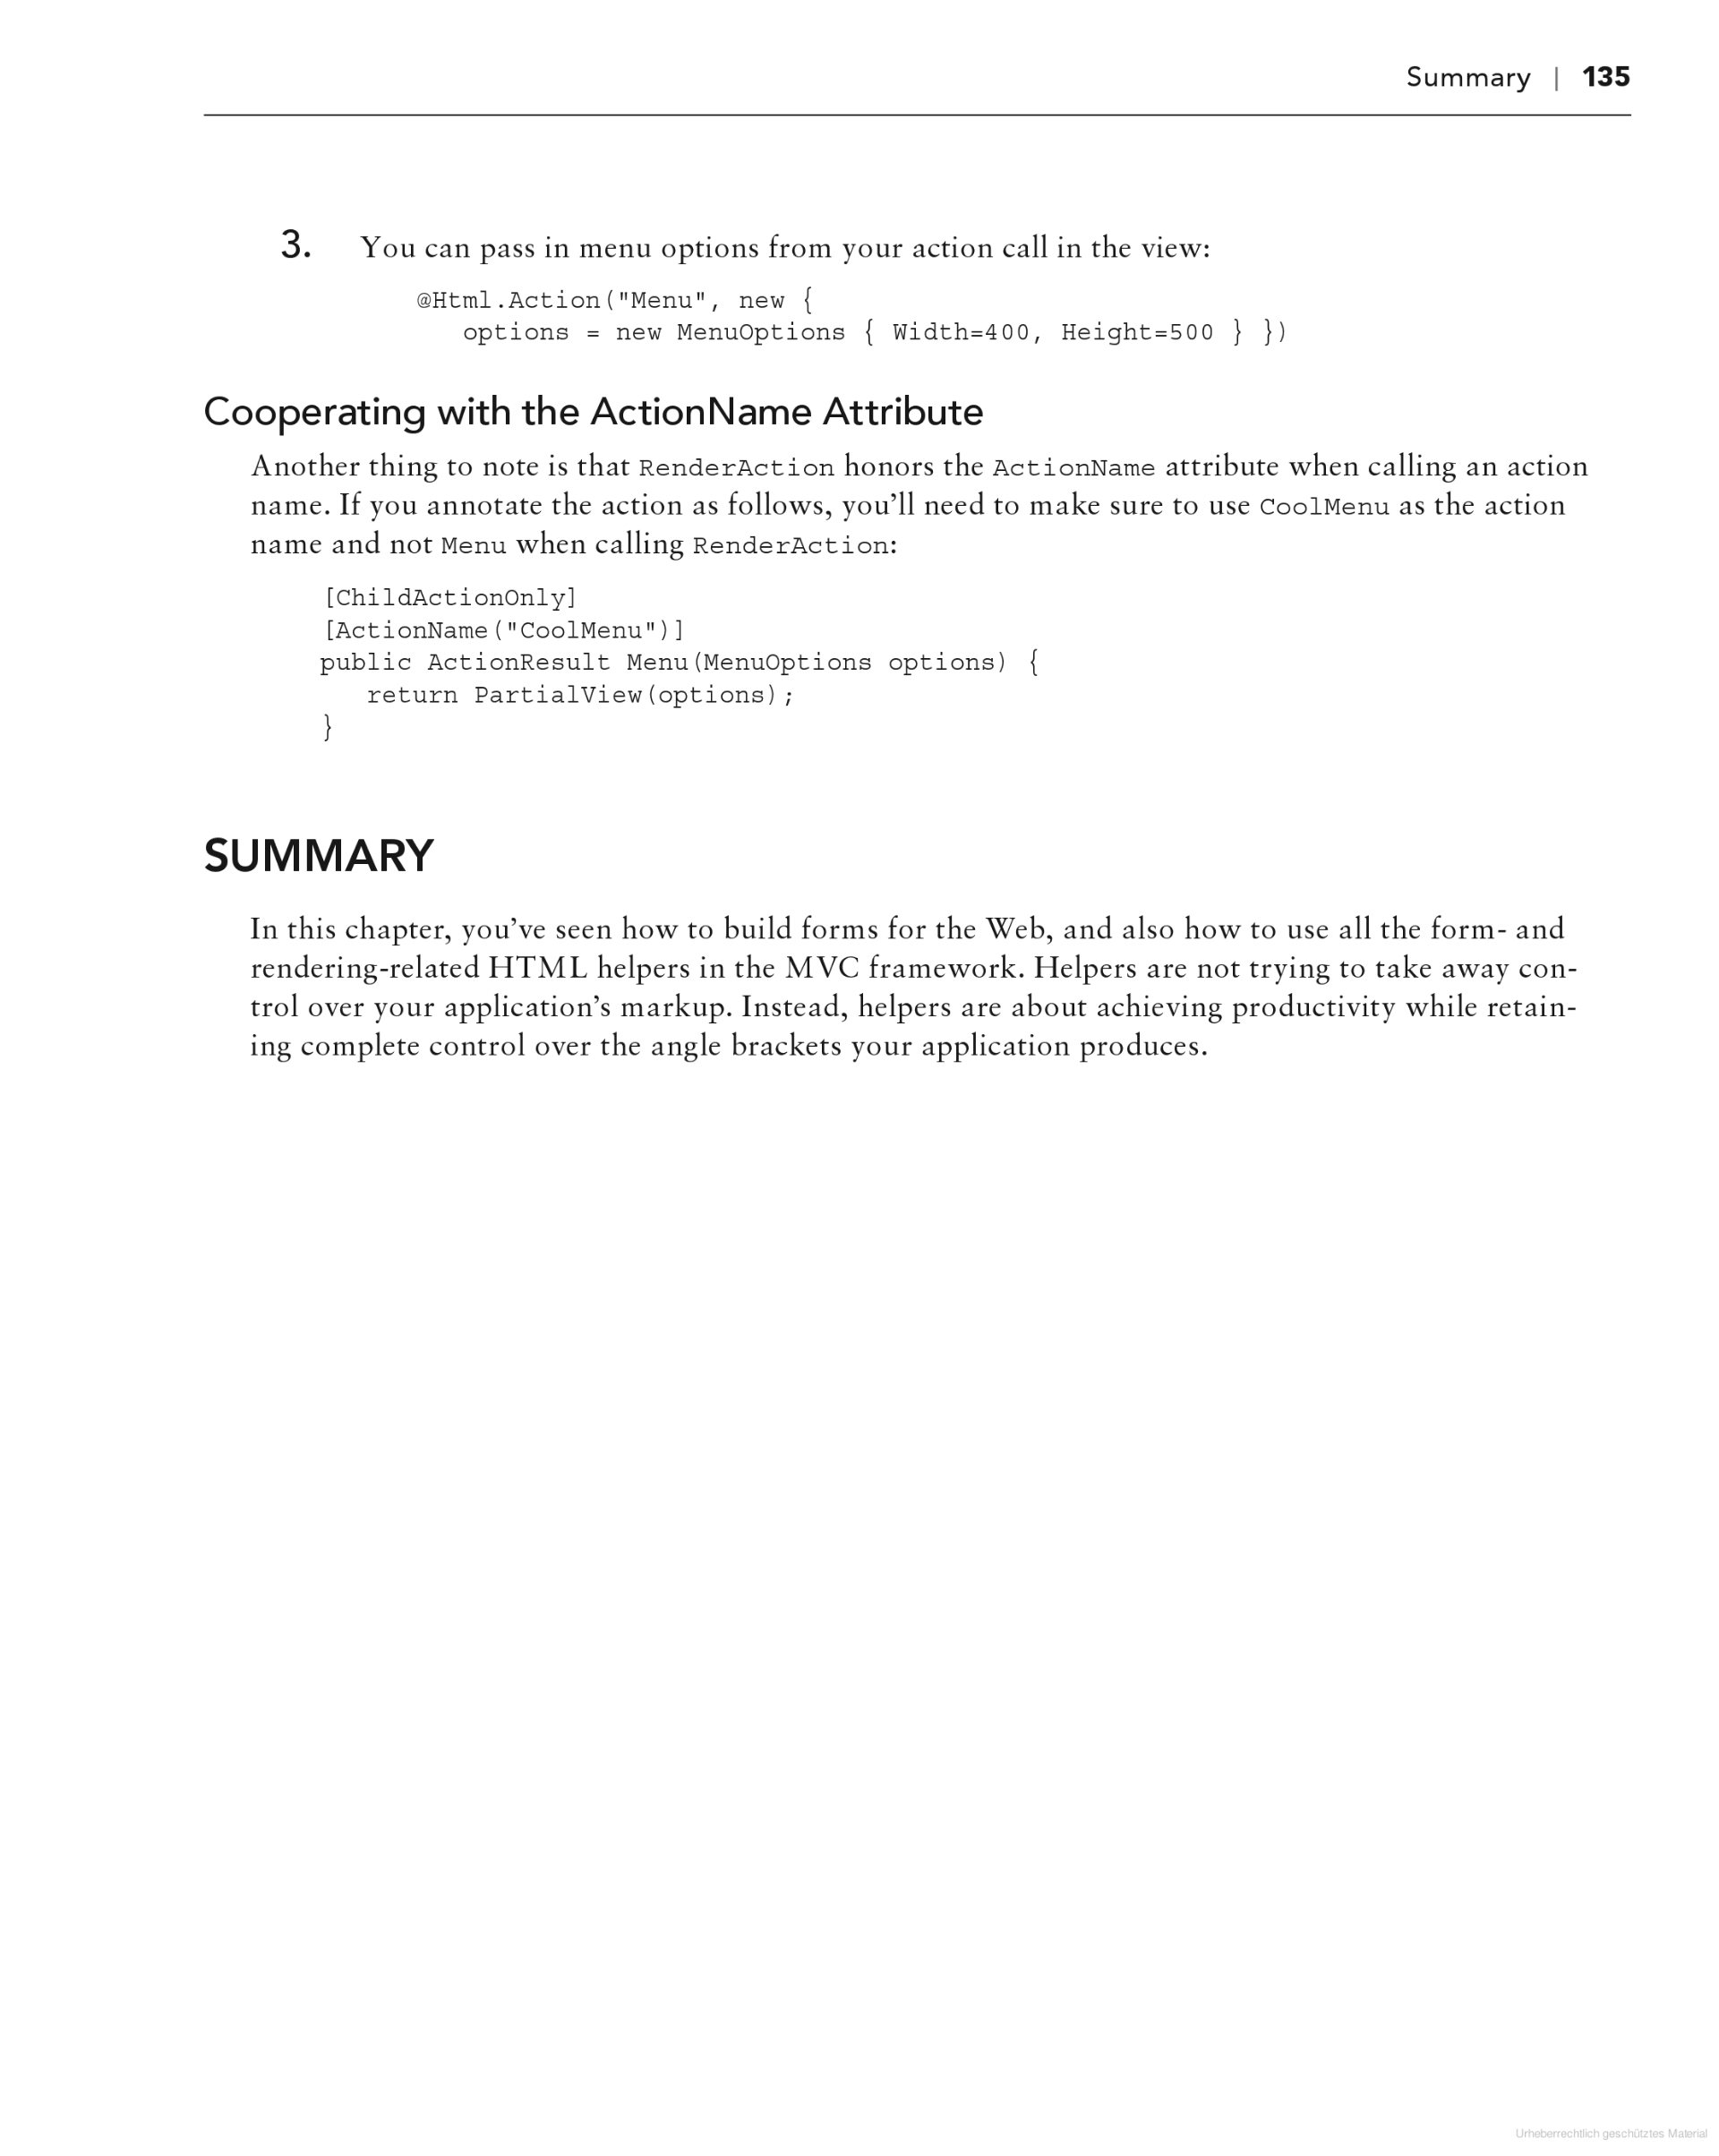 Summary | 135
3. You can pass in menu options from your action call in the view:
@Html.Action("Menu", new {
   options = new MenuOptions { Width=400, Height=500 } })
Cooperating with the ActionName Attribute
Another thing to note is that RenderAction honors the ActionName attribute when calling an action
name. If you annotate the action as follows, you’ll need to make sure to use CoolMenu as the action
name and not Menu when calling RenderAction:
[ChildActionOnly]
[ActionName("CoolMenu")]
public ActionResult Menu(MenuOptions options) {
   return PartialView(options);
}
SUMMARY
In this chapter, you’ve seen how to build forms for the Web, and also how to use all the form- and
rendering-related HTML helpers in the MVC framework. Helpers are not trying to take away con-
trol over your application’s markup. Instead, helpers are about achieving productivity while retain-
ing complete control over the angle brackets your application produces.
Urheberrechtlich geschütztes Material